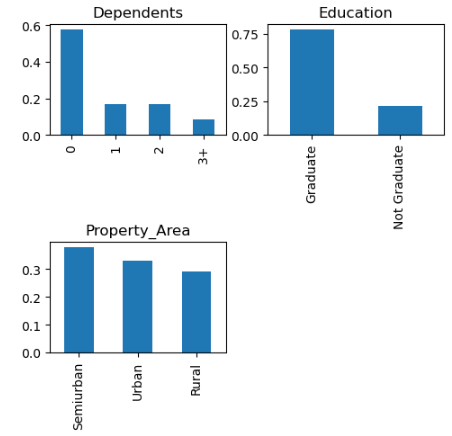 Dependents
0.6
0.4
0.2
0.0
0
1
2
3+
Education
0.75
0.50
0.25
0.00
Graduate
Not Graduate
Property_Area
0.3
0.2
0.1
0.0
Semiurban
Urban
Rural